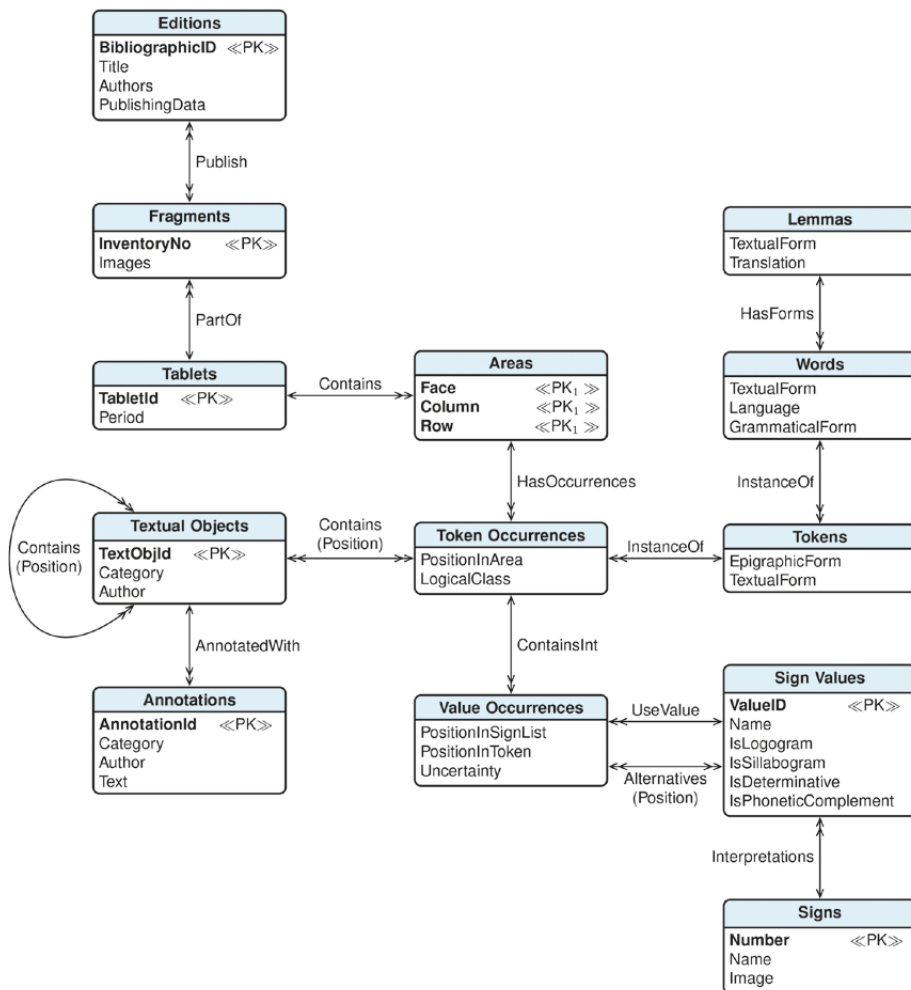 Editions
BibliographicID ≪PK≫
Title
Authors
PublishingData
Publish
Fragments
InventoryNo ≪PK≫
Images
PartOf
Tablets
TabletId ≪PK≫
Period
Contains
Areas
Face ≪PK₁ ≫
Column ≪PK₁ ≫
Row ≪PK₁ ≫
Lemmas
TextualForm
Translation
HasForms
Words
TextualForm
Language
GrammaticalForm
InstanceOf
HasOccurrences
Contains
(Position)
Textual Objects
TextObjId ≪PK≫
Category
Author
Contains
(Position)
Token Occurrences
PositionInArea
LogicalClass
InstanceOf
Tokens
EpigraphicForm
TextualForm
AnnotatedWith
ContainsInt
Annotations
AnnotationId ≪PK≫
Category
Author
Text
Value Occurrences
PositionInSignList
PositionInToken
Uncertainty
UseValue
Alternatives
(Position)
Sign Values
ValueID ≪PK≫
Name
IsLogogram
IsSillabogram
IsDeterminative
IsPhoneticComplement
Interpretations
Signs
Number ≪PK≫
Name
Image